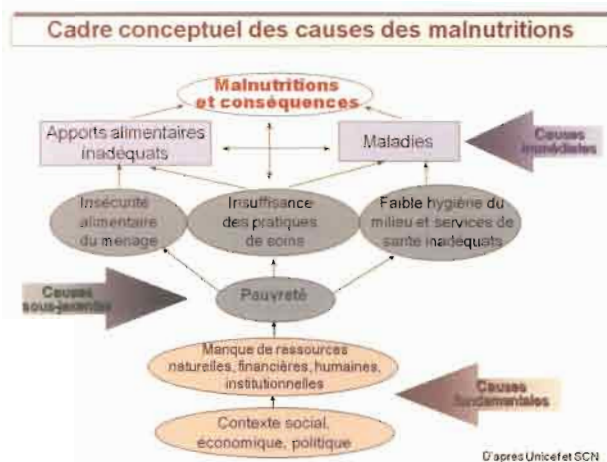 Cadre conceptuel des causes des malnutritions
Malnutritions
et conséquences
Apports alimentaires
inadéquats
Maladies
Causes
immédiates
Insécurité
alimentaire
du ménage
Insuffisance
des pratiques
de soins
Faible hygiène du
milieu et services de
santé inadéquats
Causes
sous-jacentes
Pauvreté
Manque de ressources
naturelles, financières, humaines,
institutionnelles
Causes
fondamentales
Contexte social,
économique, politique
D'après Unicef et SCN